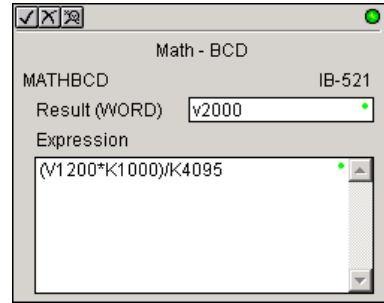 Math - BCD
MATHBCD IB-521
Result (WORD) v2000
Expression
(V1200*K1000)/K4095